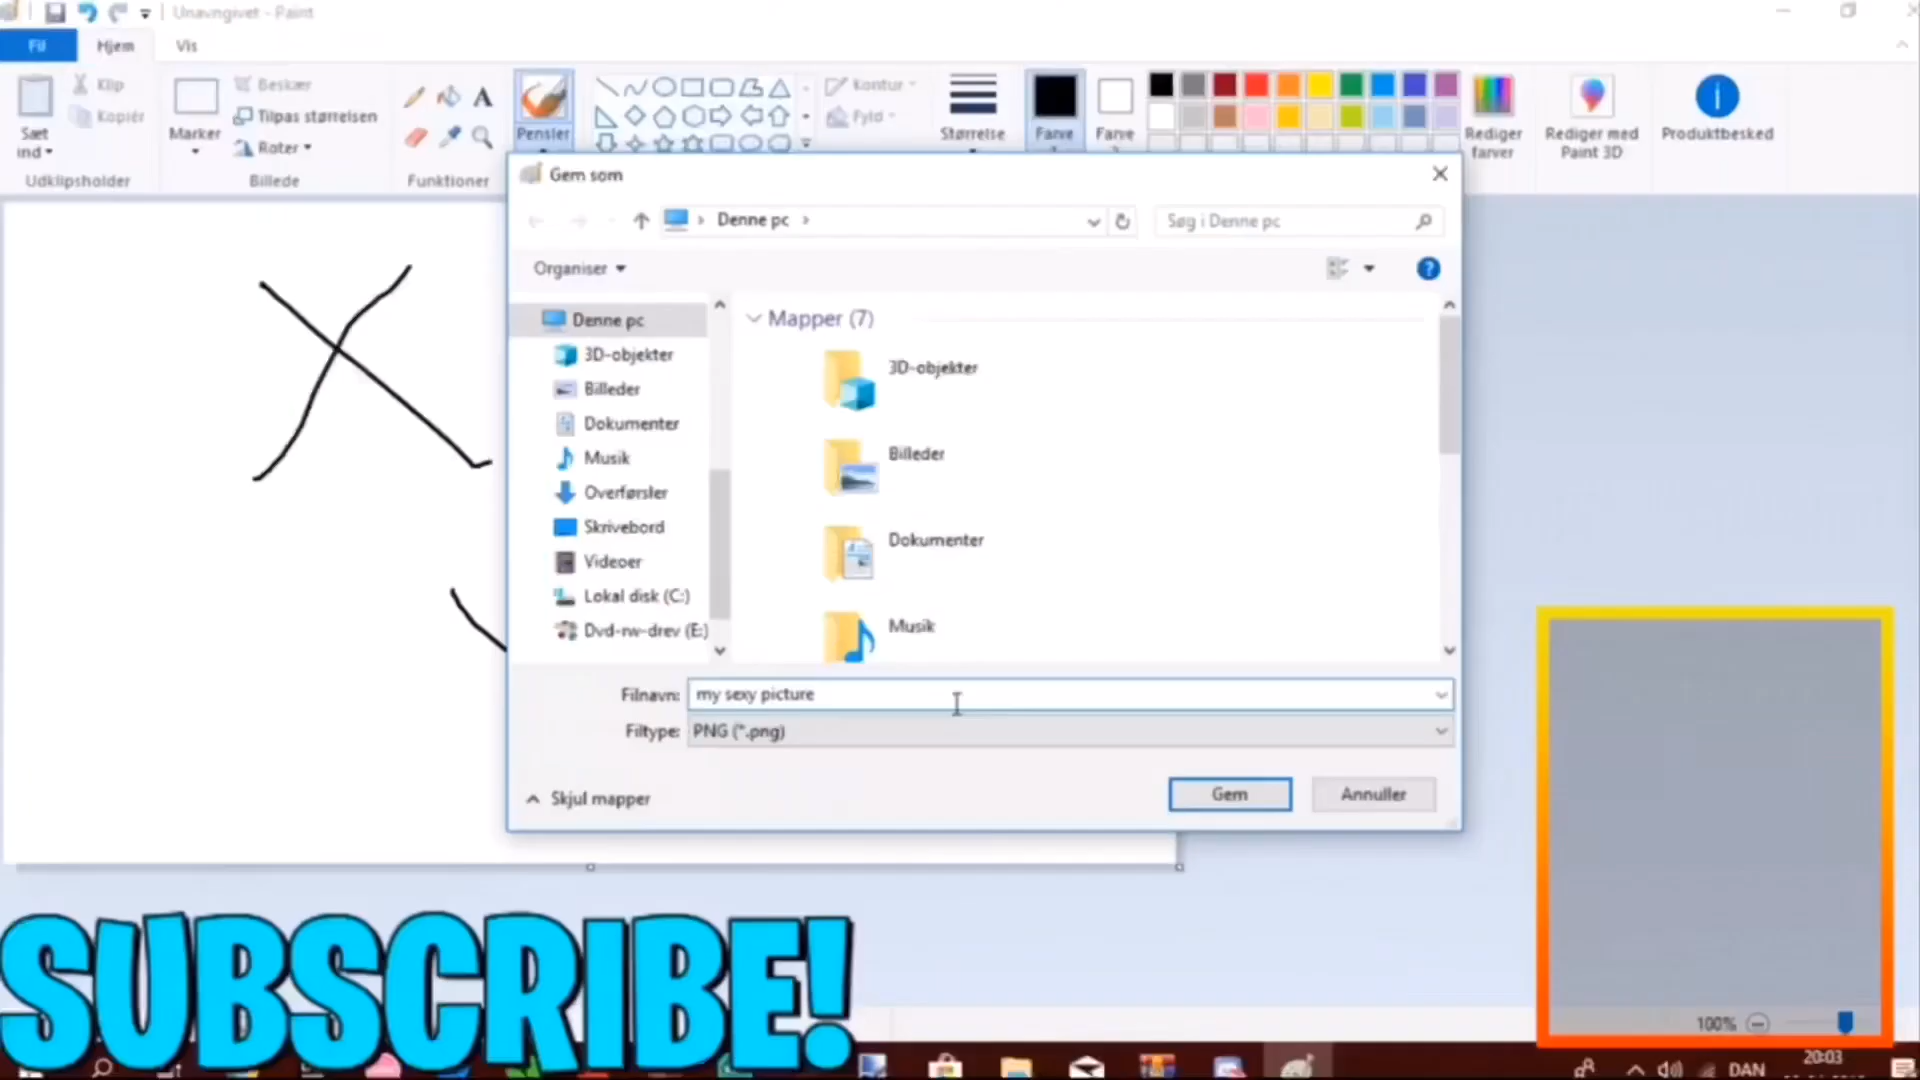 Unavngivet - Paint
Fil
Hjem
Vis
Sæt
ind
Klip
Kopiér
Udklipsholder
Marker
Beskær
Tilpas størrelsen
Roter
Billede
A
Funktioner
Pensler
Kontur
Fyld
Størrelse
Farve
Farve
Rediger
farver
Rediger med
Paint 3D
Produktbesked
Gem som
Denne pc
Søg i Denne pc
Organiser
Denne pc
3D-objekter
Billeder
Dokumenter
Musik
Overførsler
Skrivebord
Videoer
Lokal disk (C:)
Dvd-rw-drev (E:)
Mapper (7)
3D-objekter
Billeder
Dokumenter
Musik
Filnavn: my sexy picture
Filtype: PNG (*.png)
Skjul mapper
Gem
Annuller
SUBSCRIBE!
100%
DAN
20:03